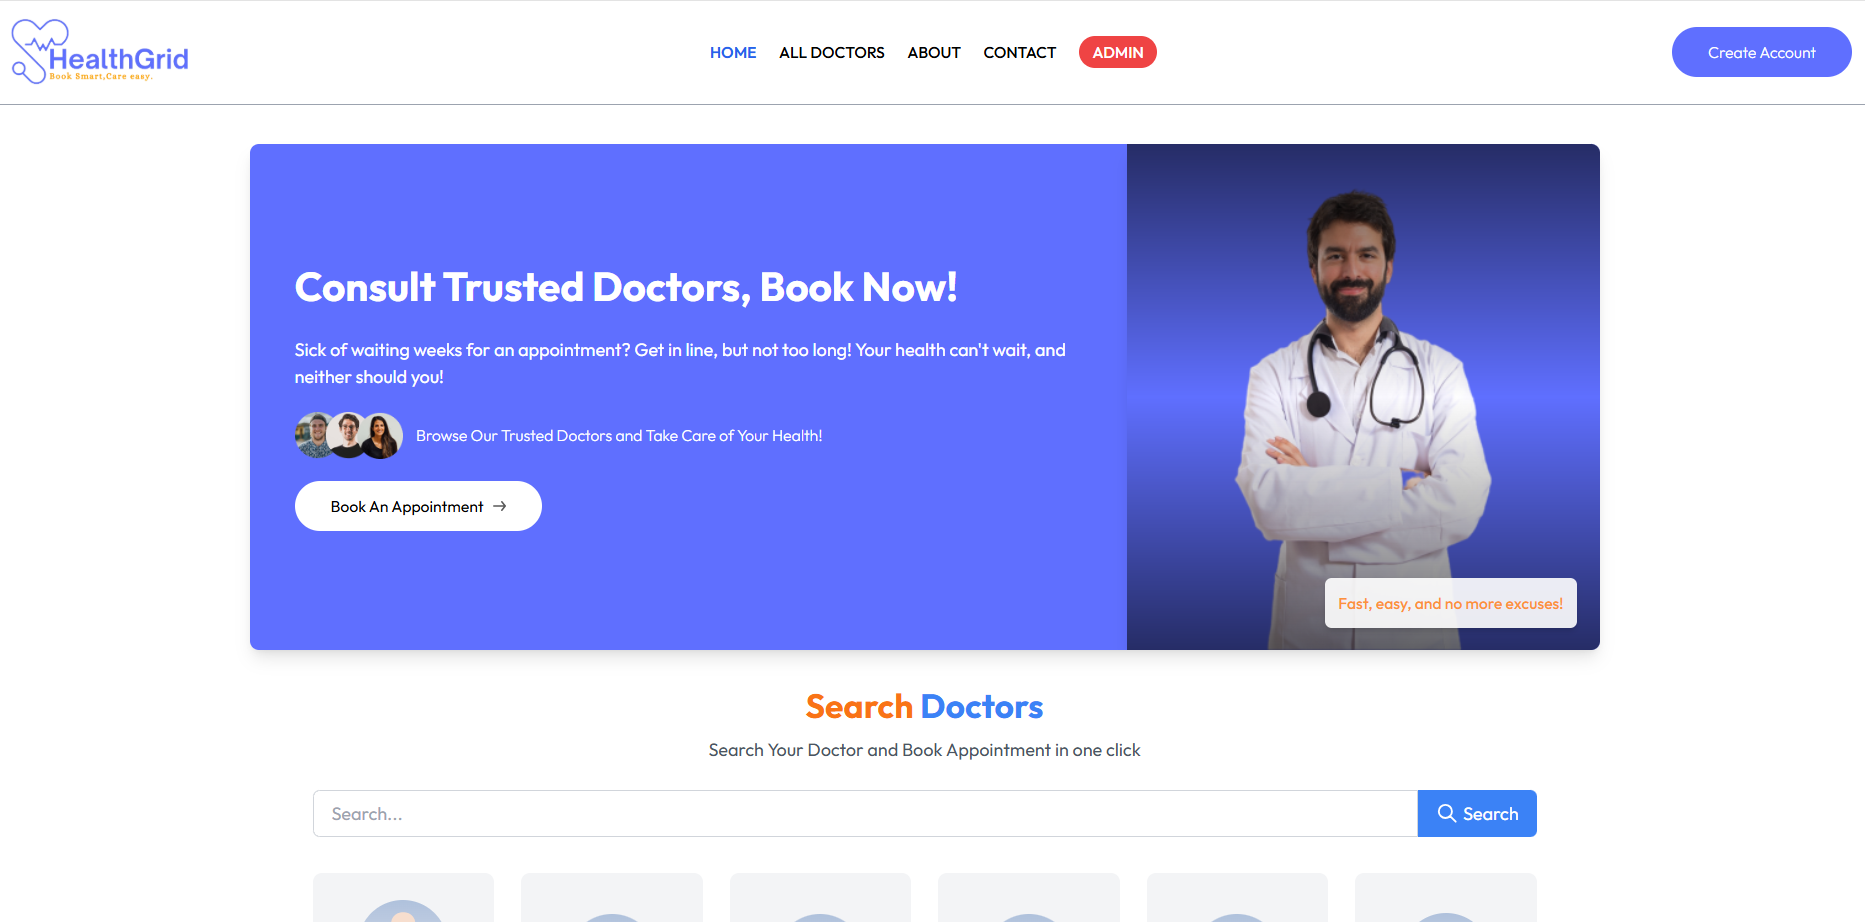 HealthGrid
Book Smart.Care easy.
HOME
ALL DOCTORS
ABOUT
CONTACT
ADMIN
Create Account
Consult Trusted Doctors, Book Now!
Sick of waiting weeks for an appointment? Get in line, but not too long! Your health can't wait, and
neither should you!
Browse Our Trusted Doctors and Take Care of Your Health!
Book An Appointment →
Fast, easy, and no more excuses!
Search Doctors
Search Your Doctor and Book Appointment in one click
Search...
Search